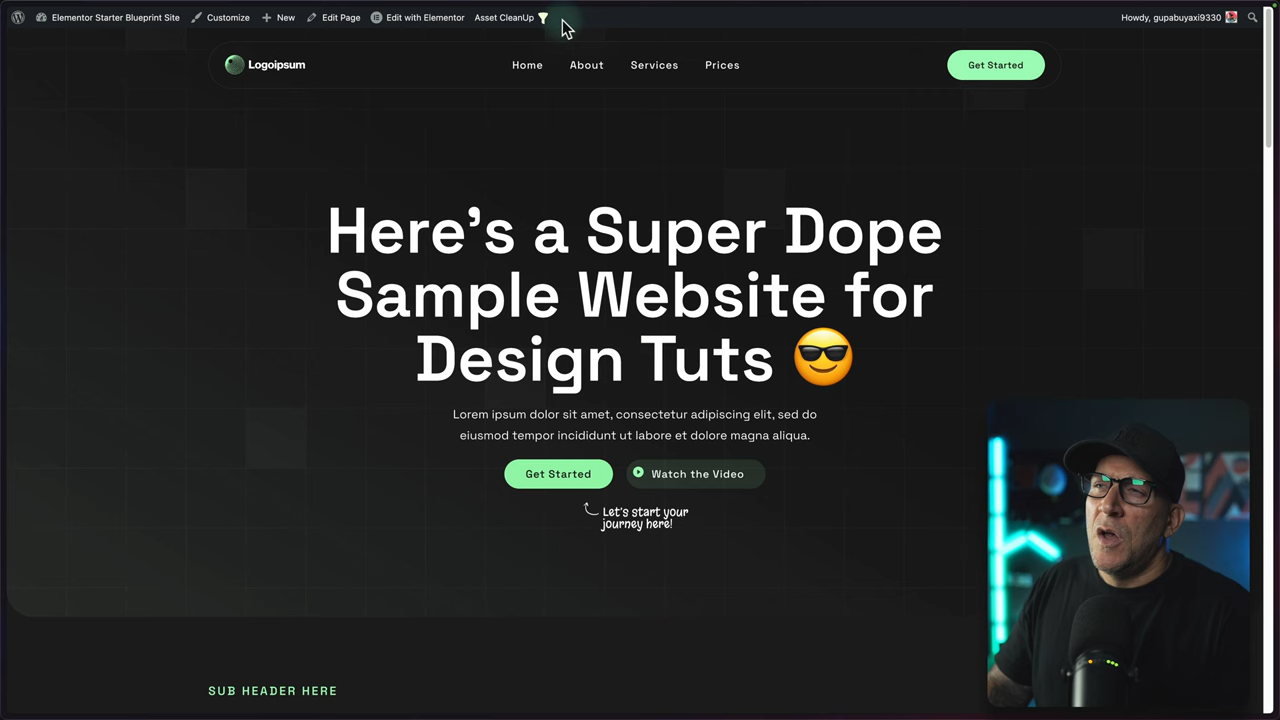 Elementor Starter Blueprint Site Customize New Edit Page Edit with Elementor Asset CleanUp Howdy, gupabuyaxi9330
Logoipsum Home About Services Prices Get Started
Here’s a Super Dope
Sample Website for
Design Tuts 😎
Lorem ipsum dolor sit amet, consectetur adipiscing elit, sed do
eiusmod tempor incididunt ut labore et dolore magna aliqua.
Get Started Watch the Video
Let's start your
journey here!
SUB HEADER HERE